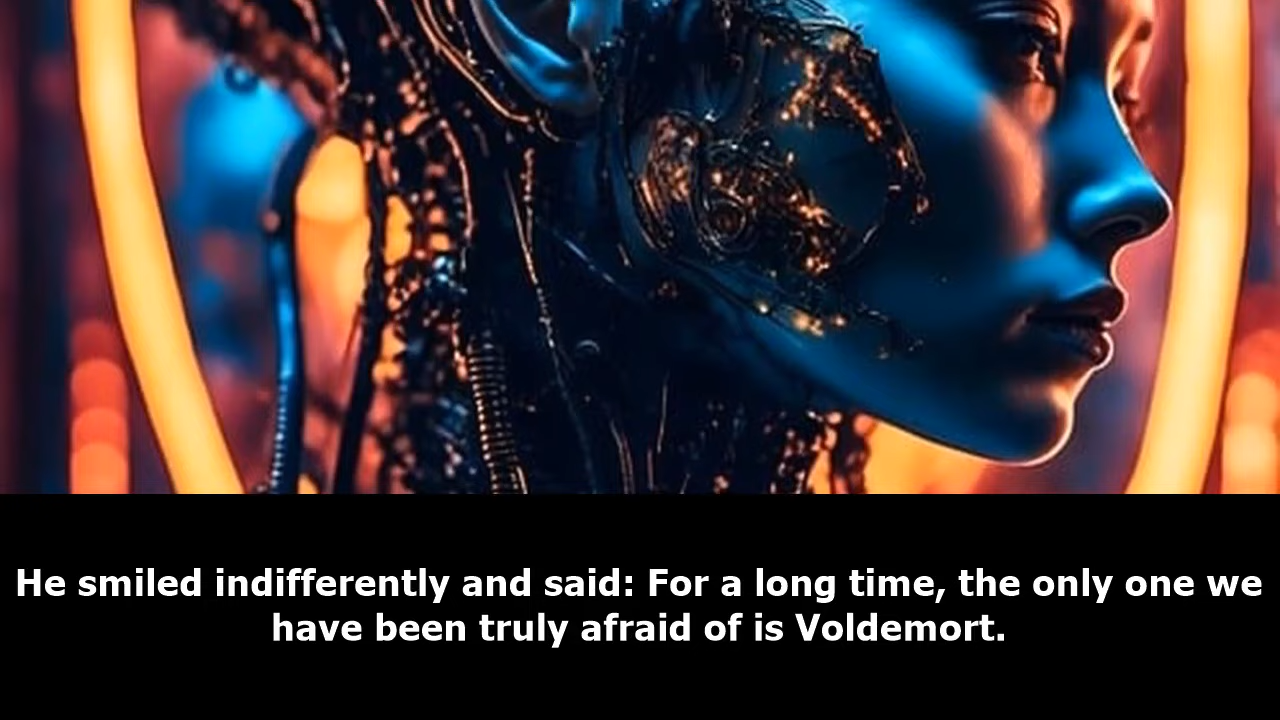 He smiled indifferently and said: For a long time, the only one we
have been truly afraid of is Voldemort.